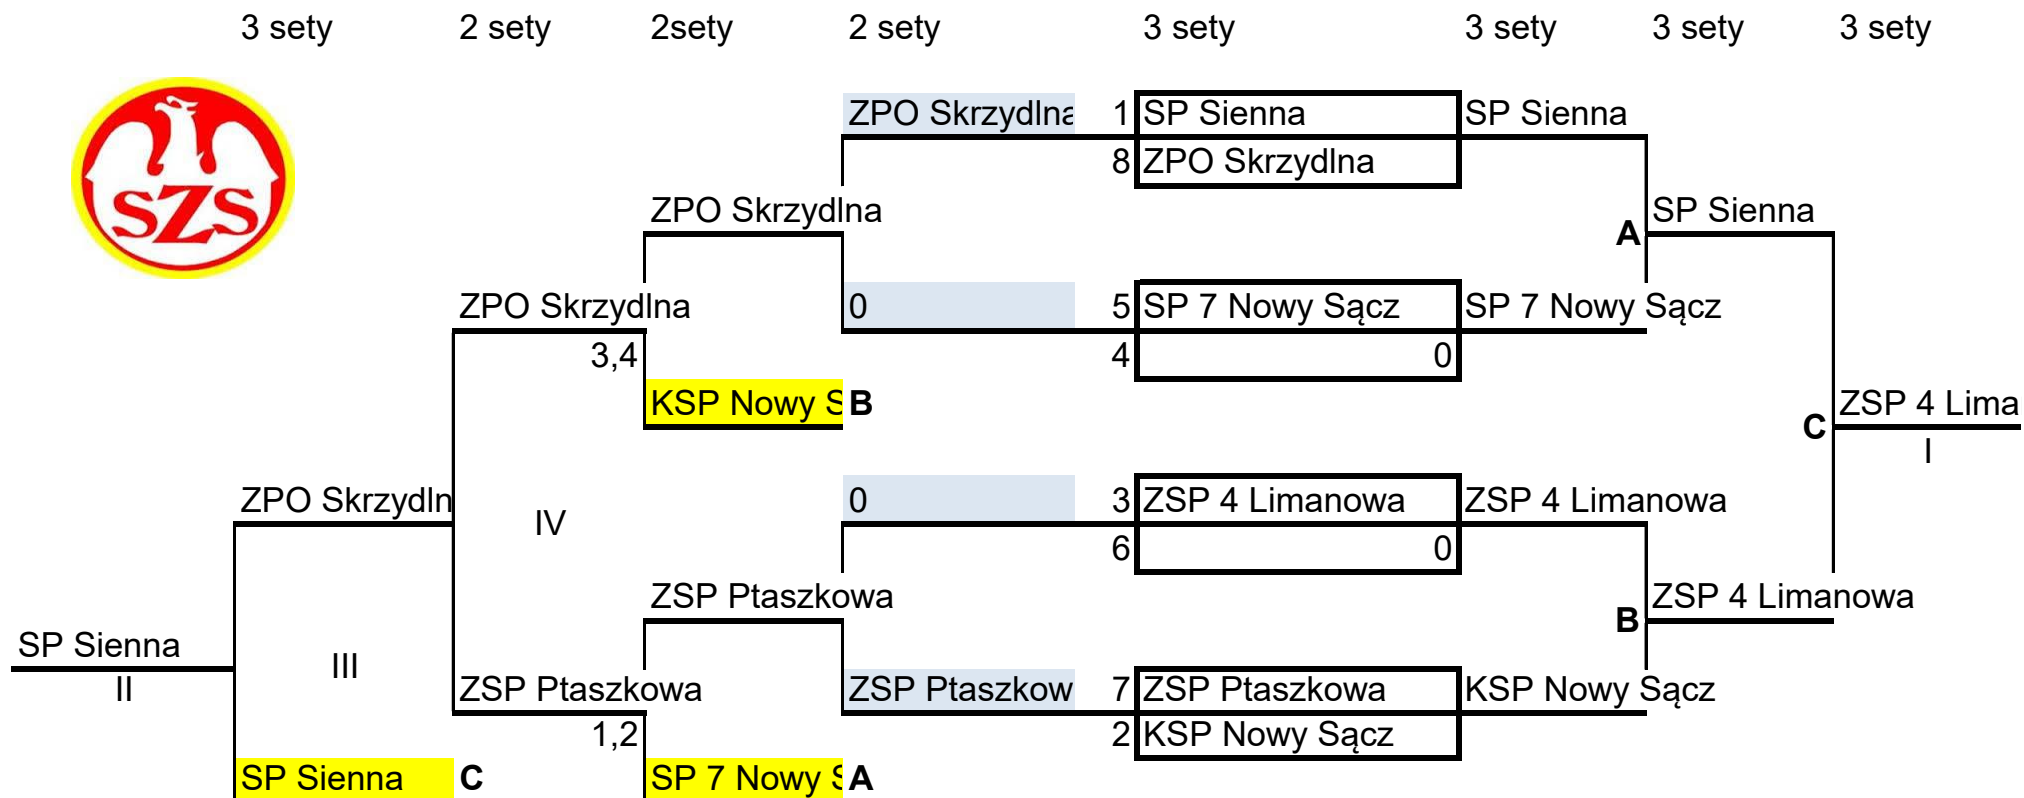 3 sety 2 sety 2sety 2 sety 3 sety 3 sety 3 sety 3 sety
SZS
ZPO Skrzydlna 1 SP Sienna SP Sienna
8 ZPO Skrzydlna
ZPO Skrzydlna SP Sienna
A
ZPO Skrzydlna 0 5 SP 7 Nowy Sącz SP 7 Nowy Sącz
3,4 4 0
KSP Nowy S B ZSP 4 Lima
C
I
ZPO Skrzydln 0 3 ZSP 4 Limanowa ZSP 4 Limanowa
IV
6 0
ZSP Ptaszkowa ZSP 4 Limanowa
B
SP Sienna
III
II
ZSP Ptaszkowa ZSP Ptaszkow 7 ZSP Ptaszkowa KSP Nowy Sącz
1,2 2 KSP Nowy Sącz
SP Sienna C SP 7 Nowy S A